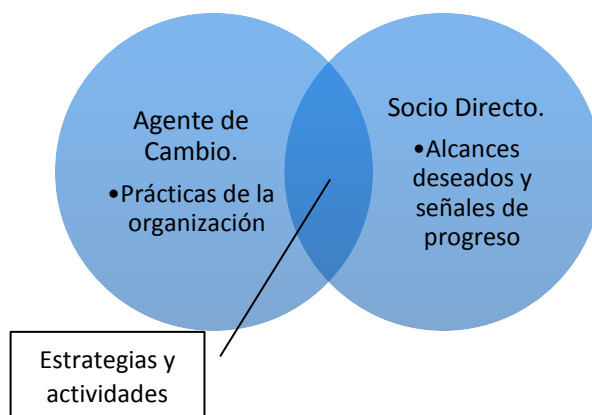 Agente de
Cambio.
•Prácticas de la
organización
Socio Directo.
•Alcances
deseados y
señales de
progreso
Estrategias y
actividades